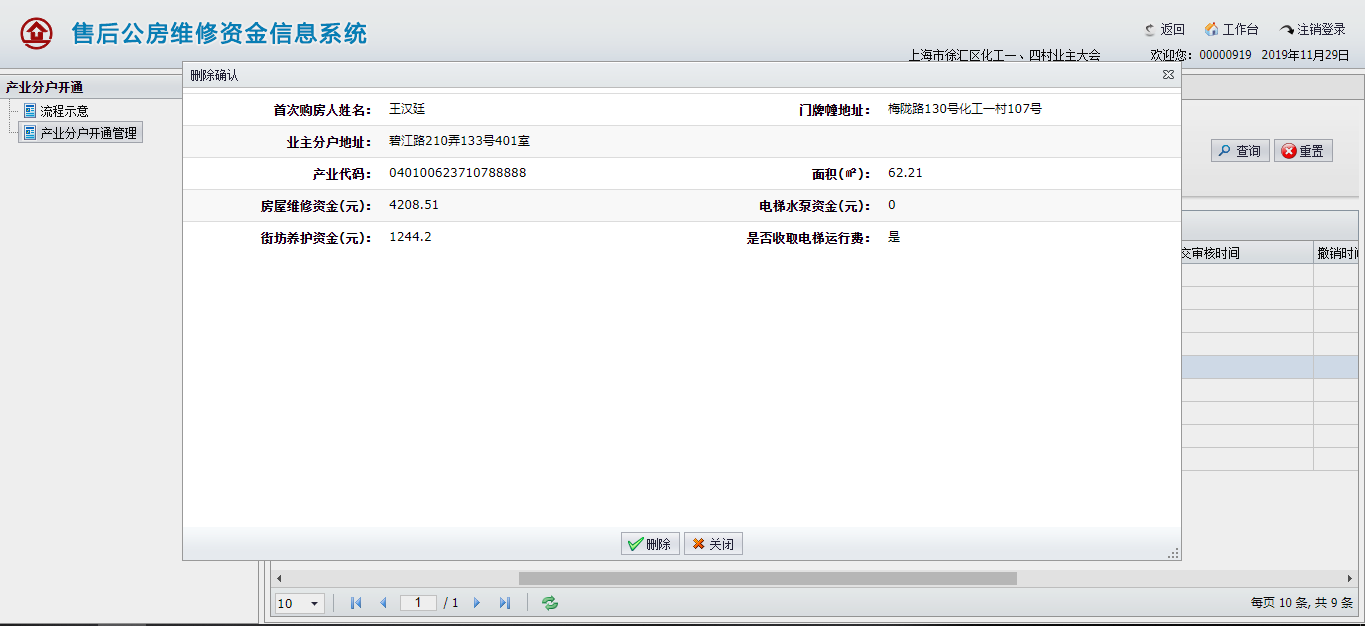 售后公房维修资金信息系统
返回 工作台 注销登录
上海市徐汇区化工一、四村业主大会 欢迎您: 00000919 2019年11月29日
产业分户开通
流程示意
产业分户开通管理
删除确认
首次购房人姓名: 王汉廷 门牌幢地址: 梅陇路130号化工一村107号
业主分户地址: 碧江路210弄133号401室
产业代码: 040100623710788888 面积(㎡): 62.21
房屋维修资金(元): 4208.51 电梯水泵资金(元): 0
街坊养护资金(元): 1244.2 是否收取电梯运行费: 是
查询 重置
交审核时间 撤销时间
删除 关闭
10 1 / 1 每页 10 条, 共 9 条